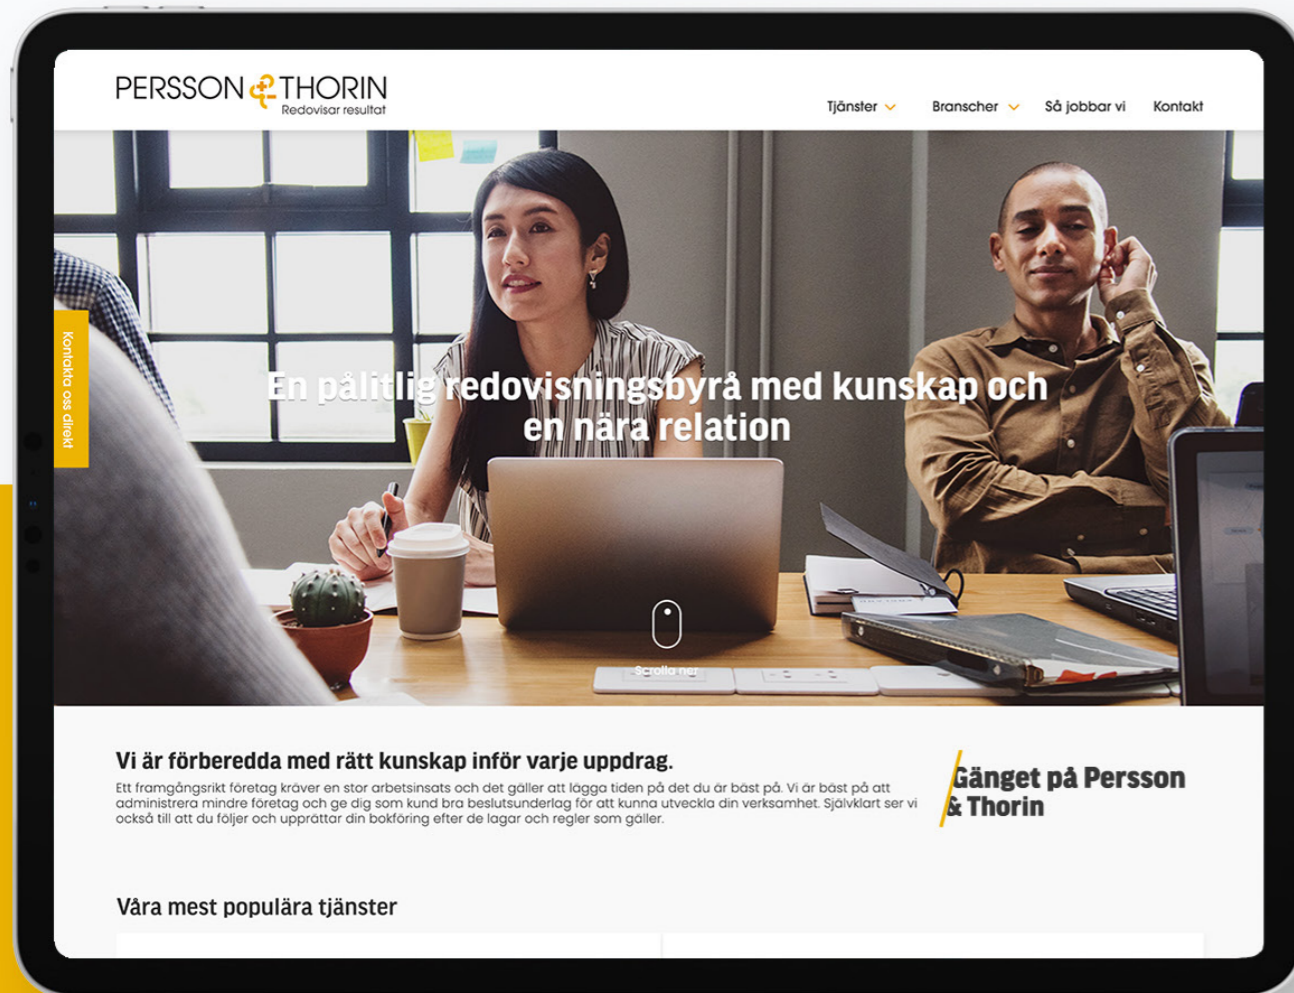 PERSSON & THORIN
Redovisar resultat
Tjänster
Branscher
Så jobbar vi
Kontakt
Kontakta oss direkt
En pålitlig redovisningsbyrå med kunskap och
en nära relation
Scrolla ner
Vi är förberedda med rätt kunskap inför varje uppdrag.
Ett framgångsrikt företag kräver en stor arbetsinsats och det gäller att lägga tiden på det du är bäst på. Vi är bäst på att
administrera mindre företag och ge dig som kund bra beslutsunderlag för att kunna utveckla din verksamhet. Självklart ser vi
också till att du följer och upprättar din bokföring efter de lagar och regler som gäller.
Gänget på Persson
& Thorin
Våra mest populära tjänster